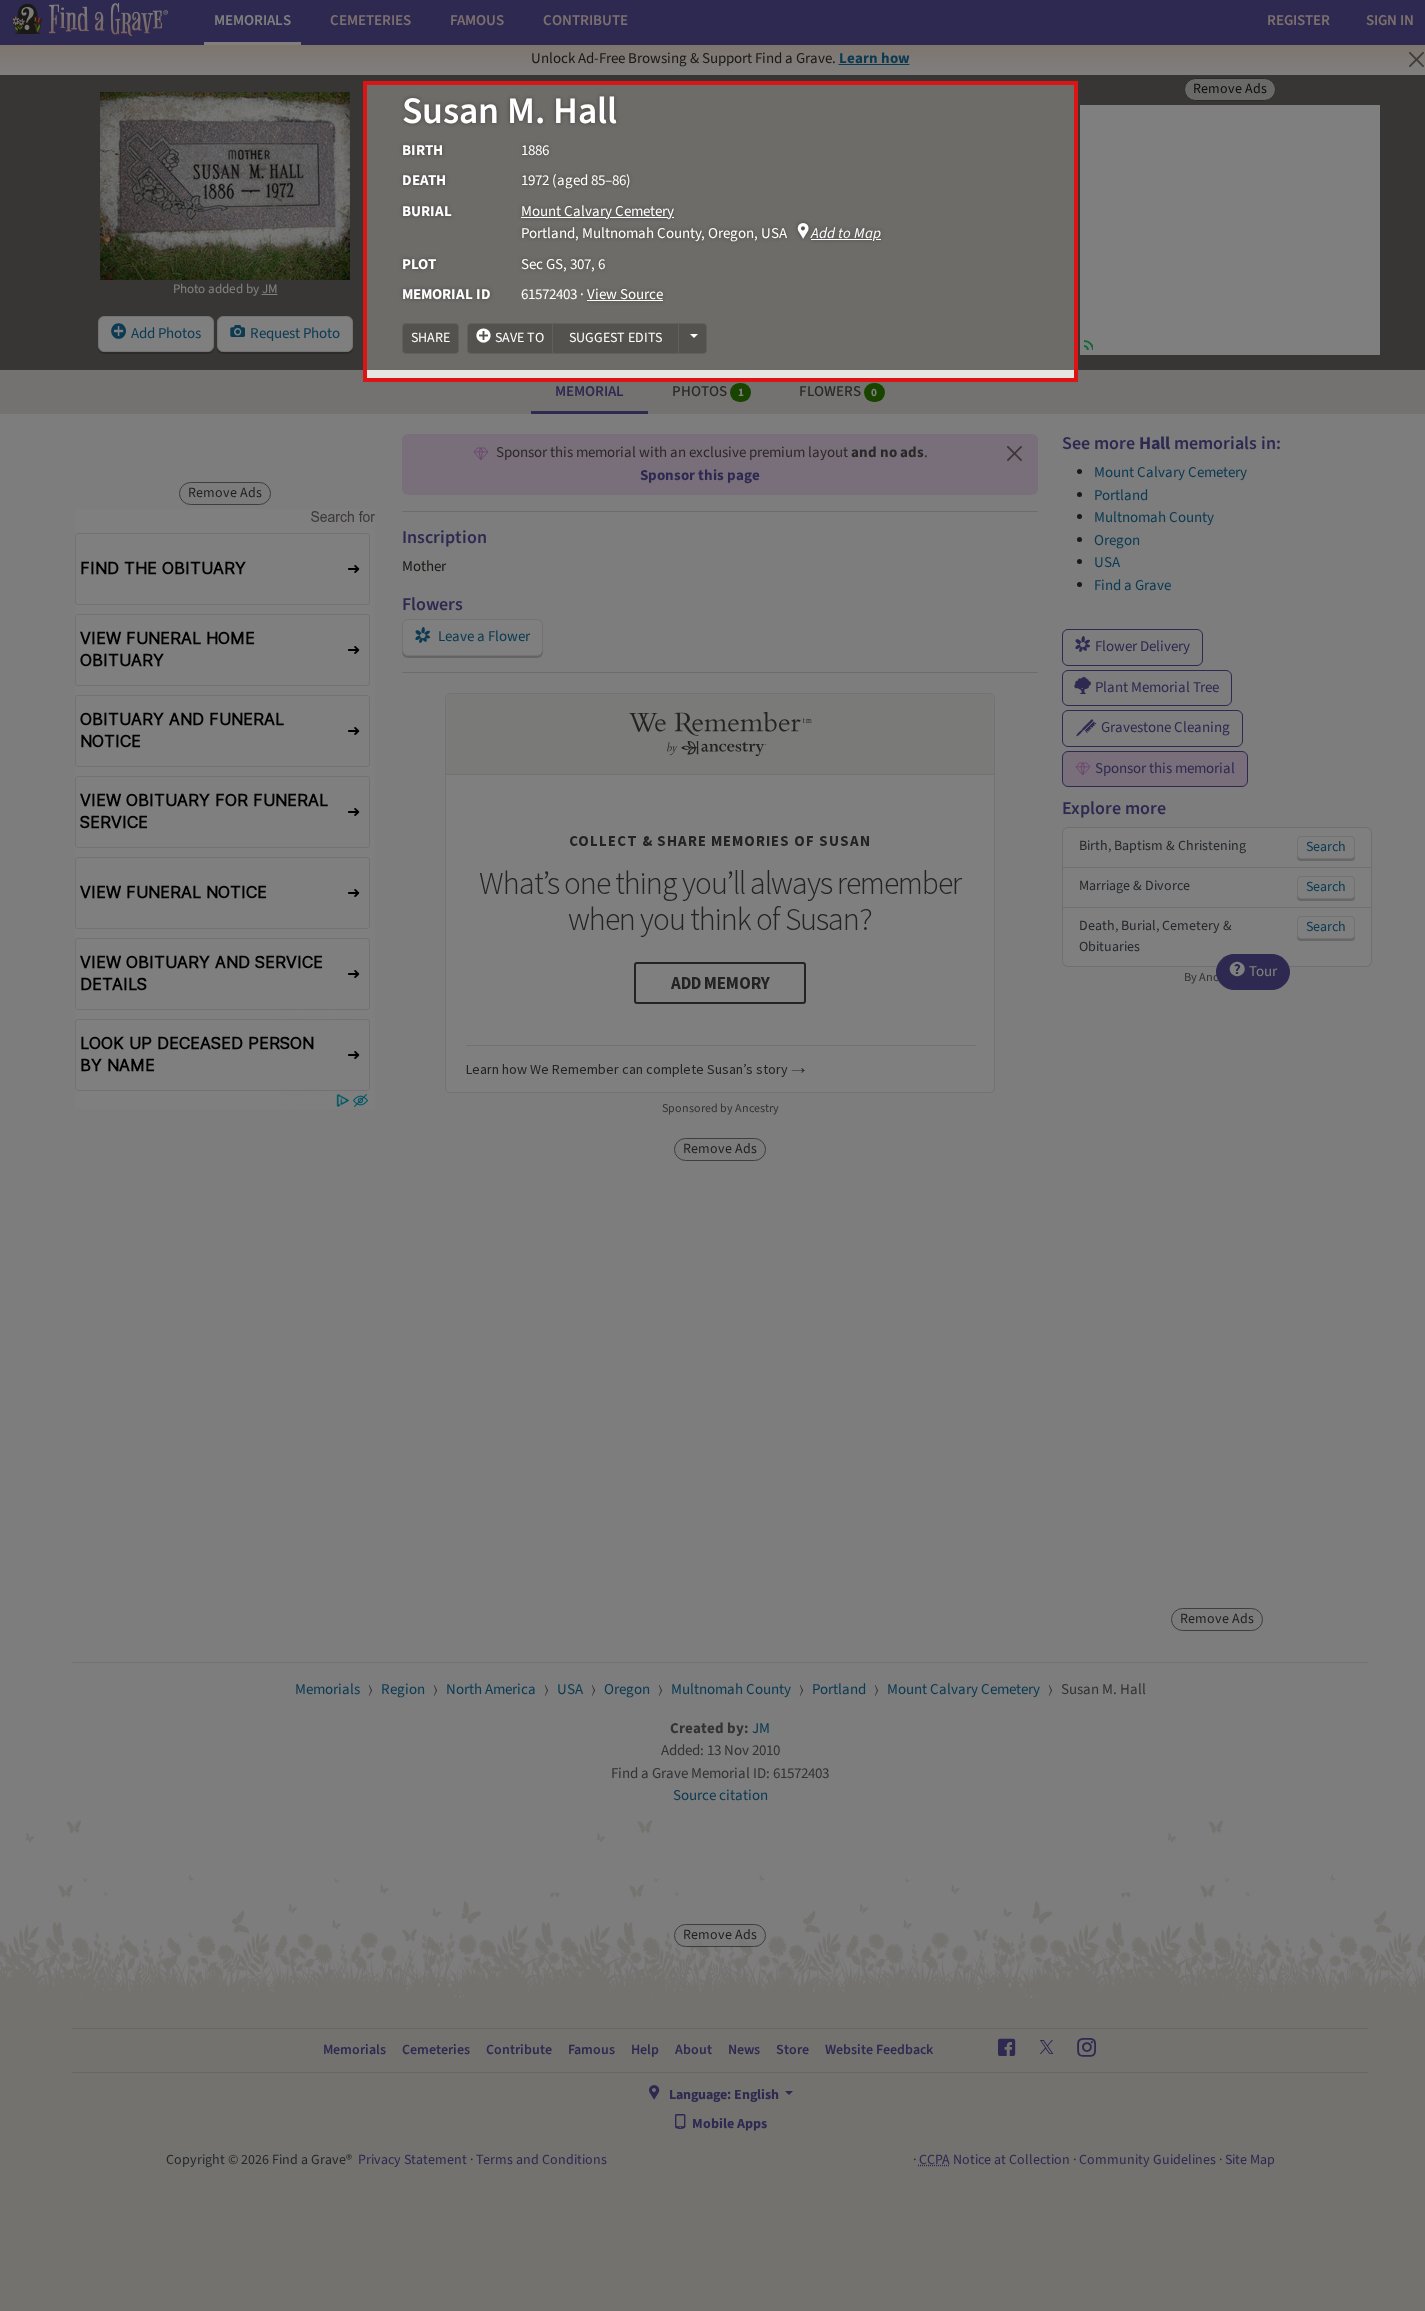 Find a Grave®
MEMORIALS
CEMETERIES
FAMOUS
CONTRIBUTE
REGISTER
SIGN IN
Unlock Ad-Free Browsing & Support Find a Grave. Learn how
MOTHER
SUSAN M. HALL
1886 — 1972
Photo added by JM
Add Photos
Request Photo
Susan M. Hall
BIRTH 1886
DEATH 1972 (aged 85–86)
BURIAL Mount Calvary Cemetery
Portland, Multnomah County, Oregon, USA Add to Map
PLOT Sec GS, 307, 6
MEMORIAL ID 61572403 · View Source
SHARE
SAVE TO
SUGGEST EDITS
Remove Ads
MEMORIAL
PHOTOS 1
FLOWERS 0
Remove Ads
Search for
FIND THE OBITUARY
VIEW FUNERAL HOME
OBITUARY
OBITUARY AND FUNERAL
NOTICE
VIEW OBITUARY FOR FUNERAL
SERVICE
VIEW FUNERAL NOTICE
VIEW OBITUARY AND SERVICE
DETAILS
LOOK UP DECEASED PERSON
BY NAME
Sponsor this memorial with an exclusive premium layout and no ads.
Sponsor this page
Inscription
Mother
Flowers
Leave a Flower
We Remember™
by ancestry
COLLECT & SHARE MEMORIES OF SUSAN
What’s one thing you’ll always remember
when you think of Susan?
ADD MEMORY
Learn how We Remember can complete Susan’s story →
Sponsored by Ancestry
Remove Ads
See more Hall memorials in:
Mount Calvary Cemetery
Portland
Multnomah County
Oregon
USA
Find a Grave
Flower Delivery
Plant Memorial Tree
Gravestone Cleaning
Sponsor this memorial
Explore more
Birth, Baptism & Christening Search
Marriage & Divorce Search
Death, Burial, Cemetery & Search
Obituaries
By
Tour
Remove Ads
Memorials › Region › North America › USA › Oregon › Multnomah County › Portland › Mount Calvary Cemetery › Susan M. Hall
Created by: JM
Added: 13 Nov 2010
Find a Grave Memorial ID: 61572403
Source citation
Remove Ads
Memorials Cemeteries Contribute Famous Help About News Store Website Feedback
Language: English
Mobile Apps
Copyright © 2026 Find a Grave® Privacy Statement · Terms and Conditions
· CCPA Notice at Collection · Community Guidelines · Site Map